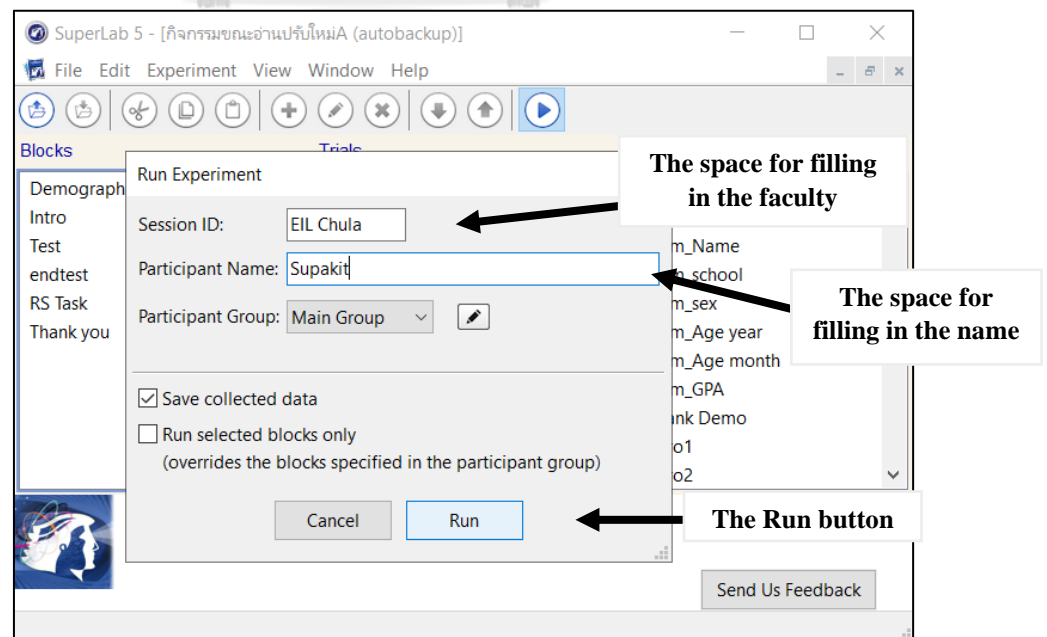 SuperLab 5 - [กิจกรรมขณะอ่านปรับใหม่A (autobackup)]
File Edit Experiment View Window Help
Blocks
Trials
Demograph
Intro
Test
endtest
RS Task
Thank you
Run Experiment
Session ID: EIL Chula
Participant Name: Supakit
Participant Group: Main Group
Save collected data
Run selected blocks only
(overrides the blocks specified in the participant group)
Cancel Run
The space for filling
in the faculty
m_Name
m_school
m_sex
m_Age year
m_Age month
m_GPA
ank Demo
o1
o2
The space for
filling in the name
The Run button
Send Us Feedback